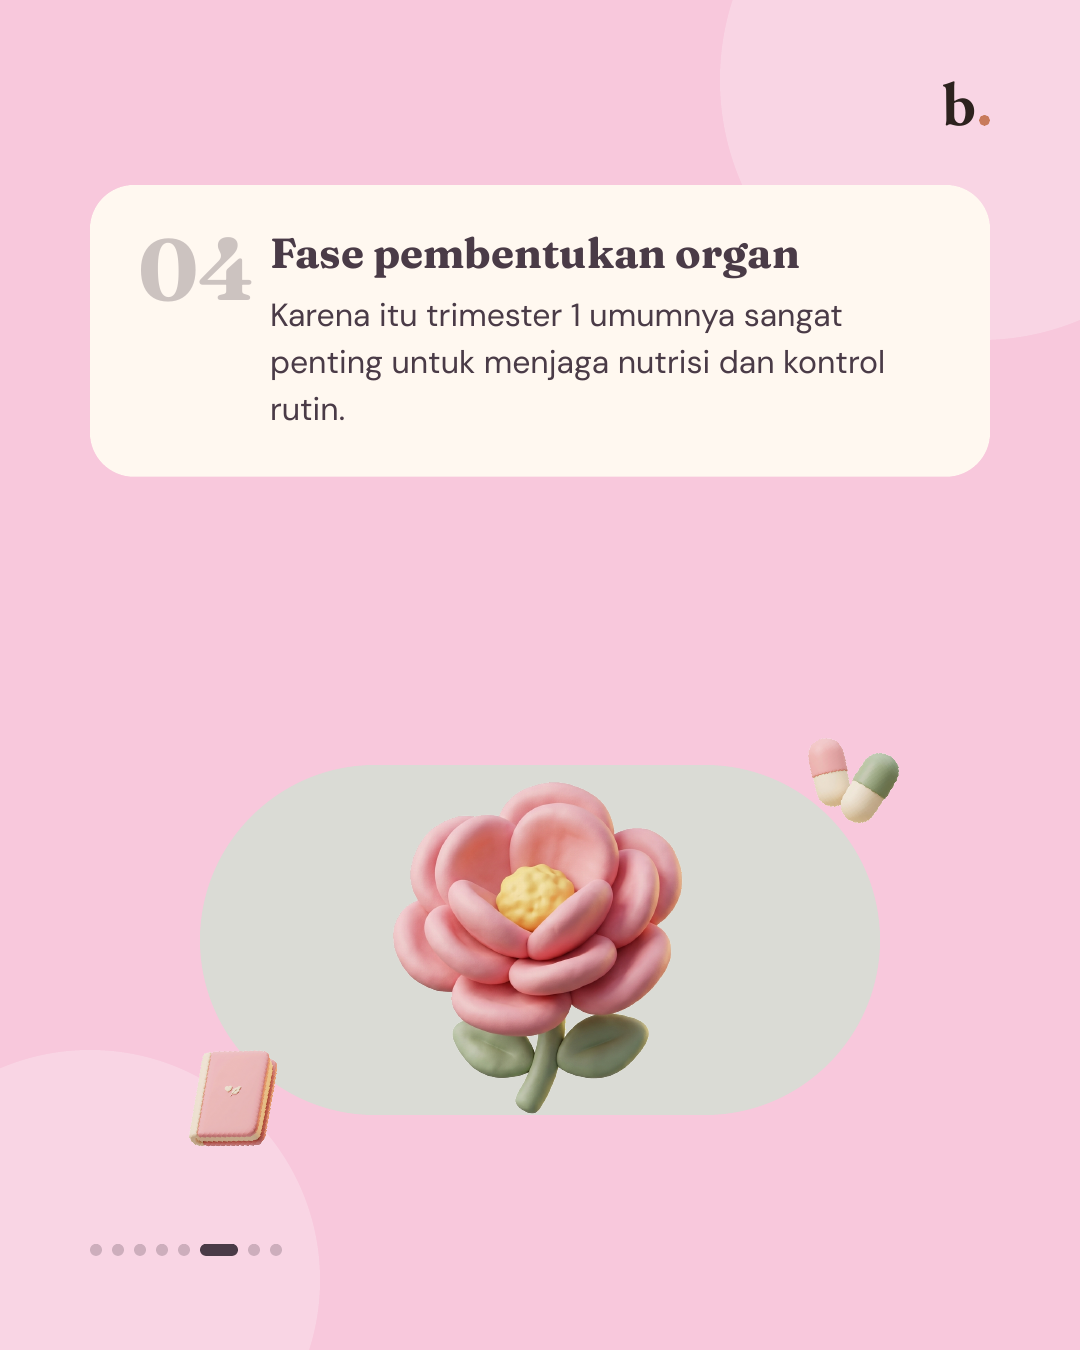 b.
04
Fase pembentukan organ
Karena itu trimester 1 umumnya sangat
penting untuk menjaga nutrisi dan kontrol
rutin.